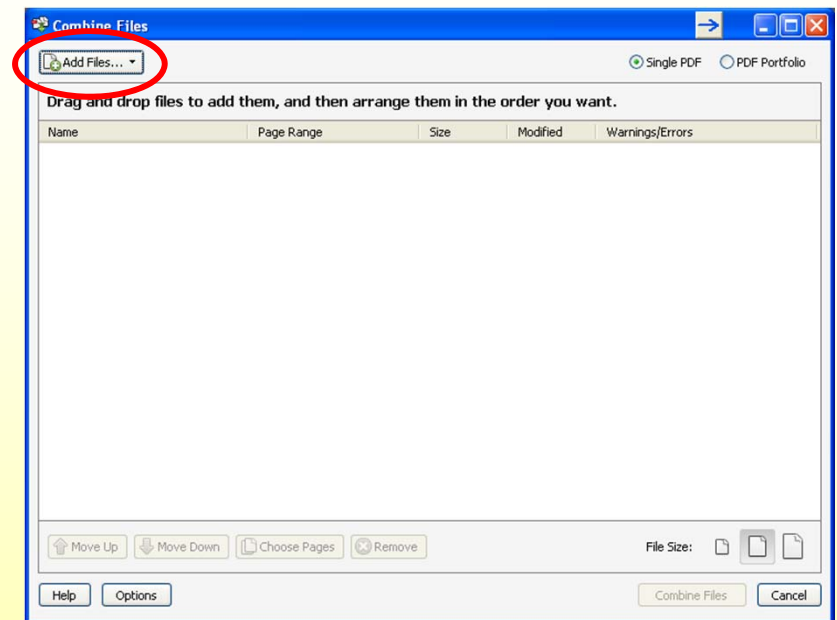 Combine Files
Add Files...
Single PDF PDF Portfolio
Drag and drop files to add them, and then arrange them in the order you want.
Name Page Range Size Modified Warnings/Errors
Move Up Move Down Choose Pages Remove File Size:
Help Options Combine Files Cancel